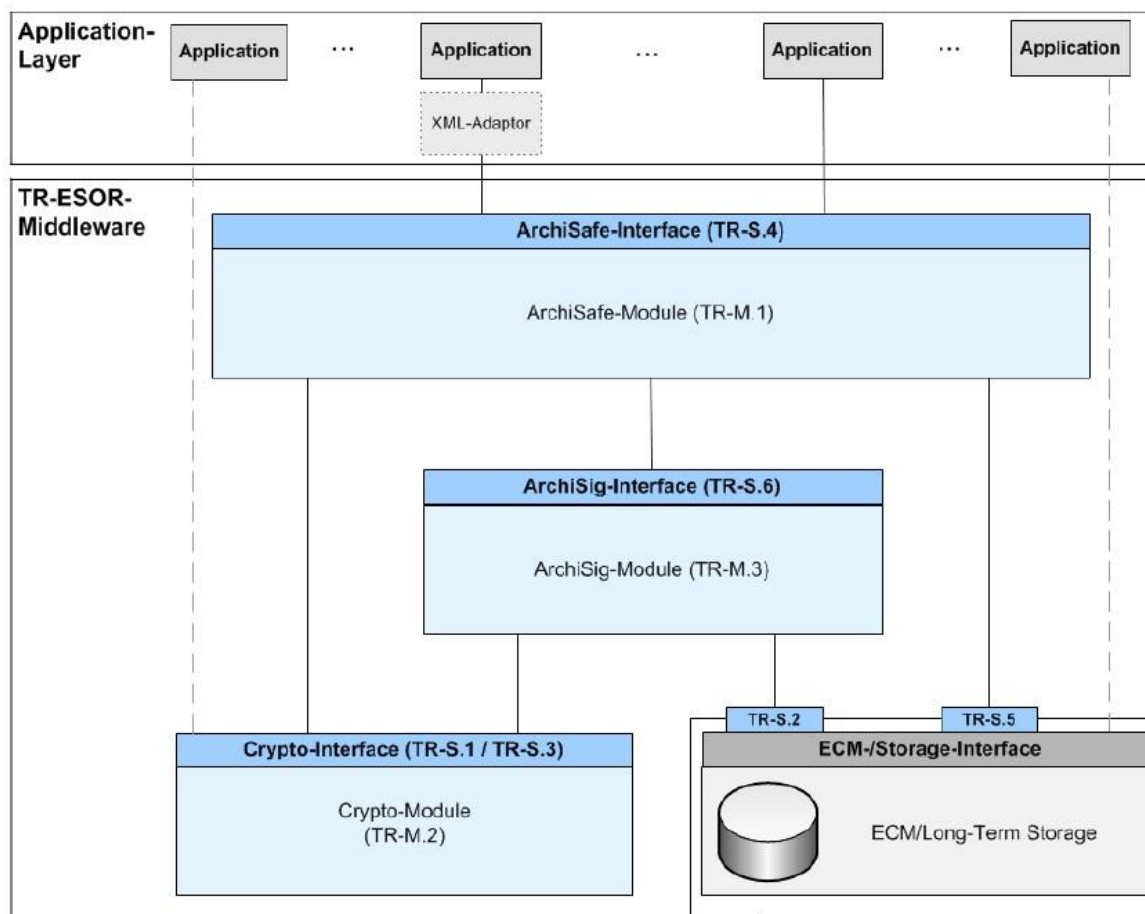 Application-
Layer
Application
...
Application
...
Application
...
Application
XML-Adaptor
TR-ESOR-
Middleware
ArchiSafe-Interface (TR-S.4)
ArchiSafe-Module (TR-M.1)
ArchiSig-Interface (TR-S.6)
ArchiSig-Module (TR-M.3)
TR-S.2
TR-S.5
Crypto-Interface (TR-S.1 / TR-S.3)
ECM-/Storage-Interface
Crypto-Module
(TR-M.2)
ECM/Long-Term Storage